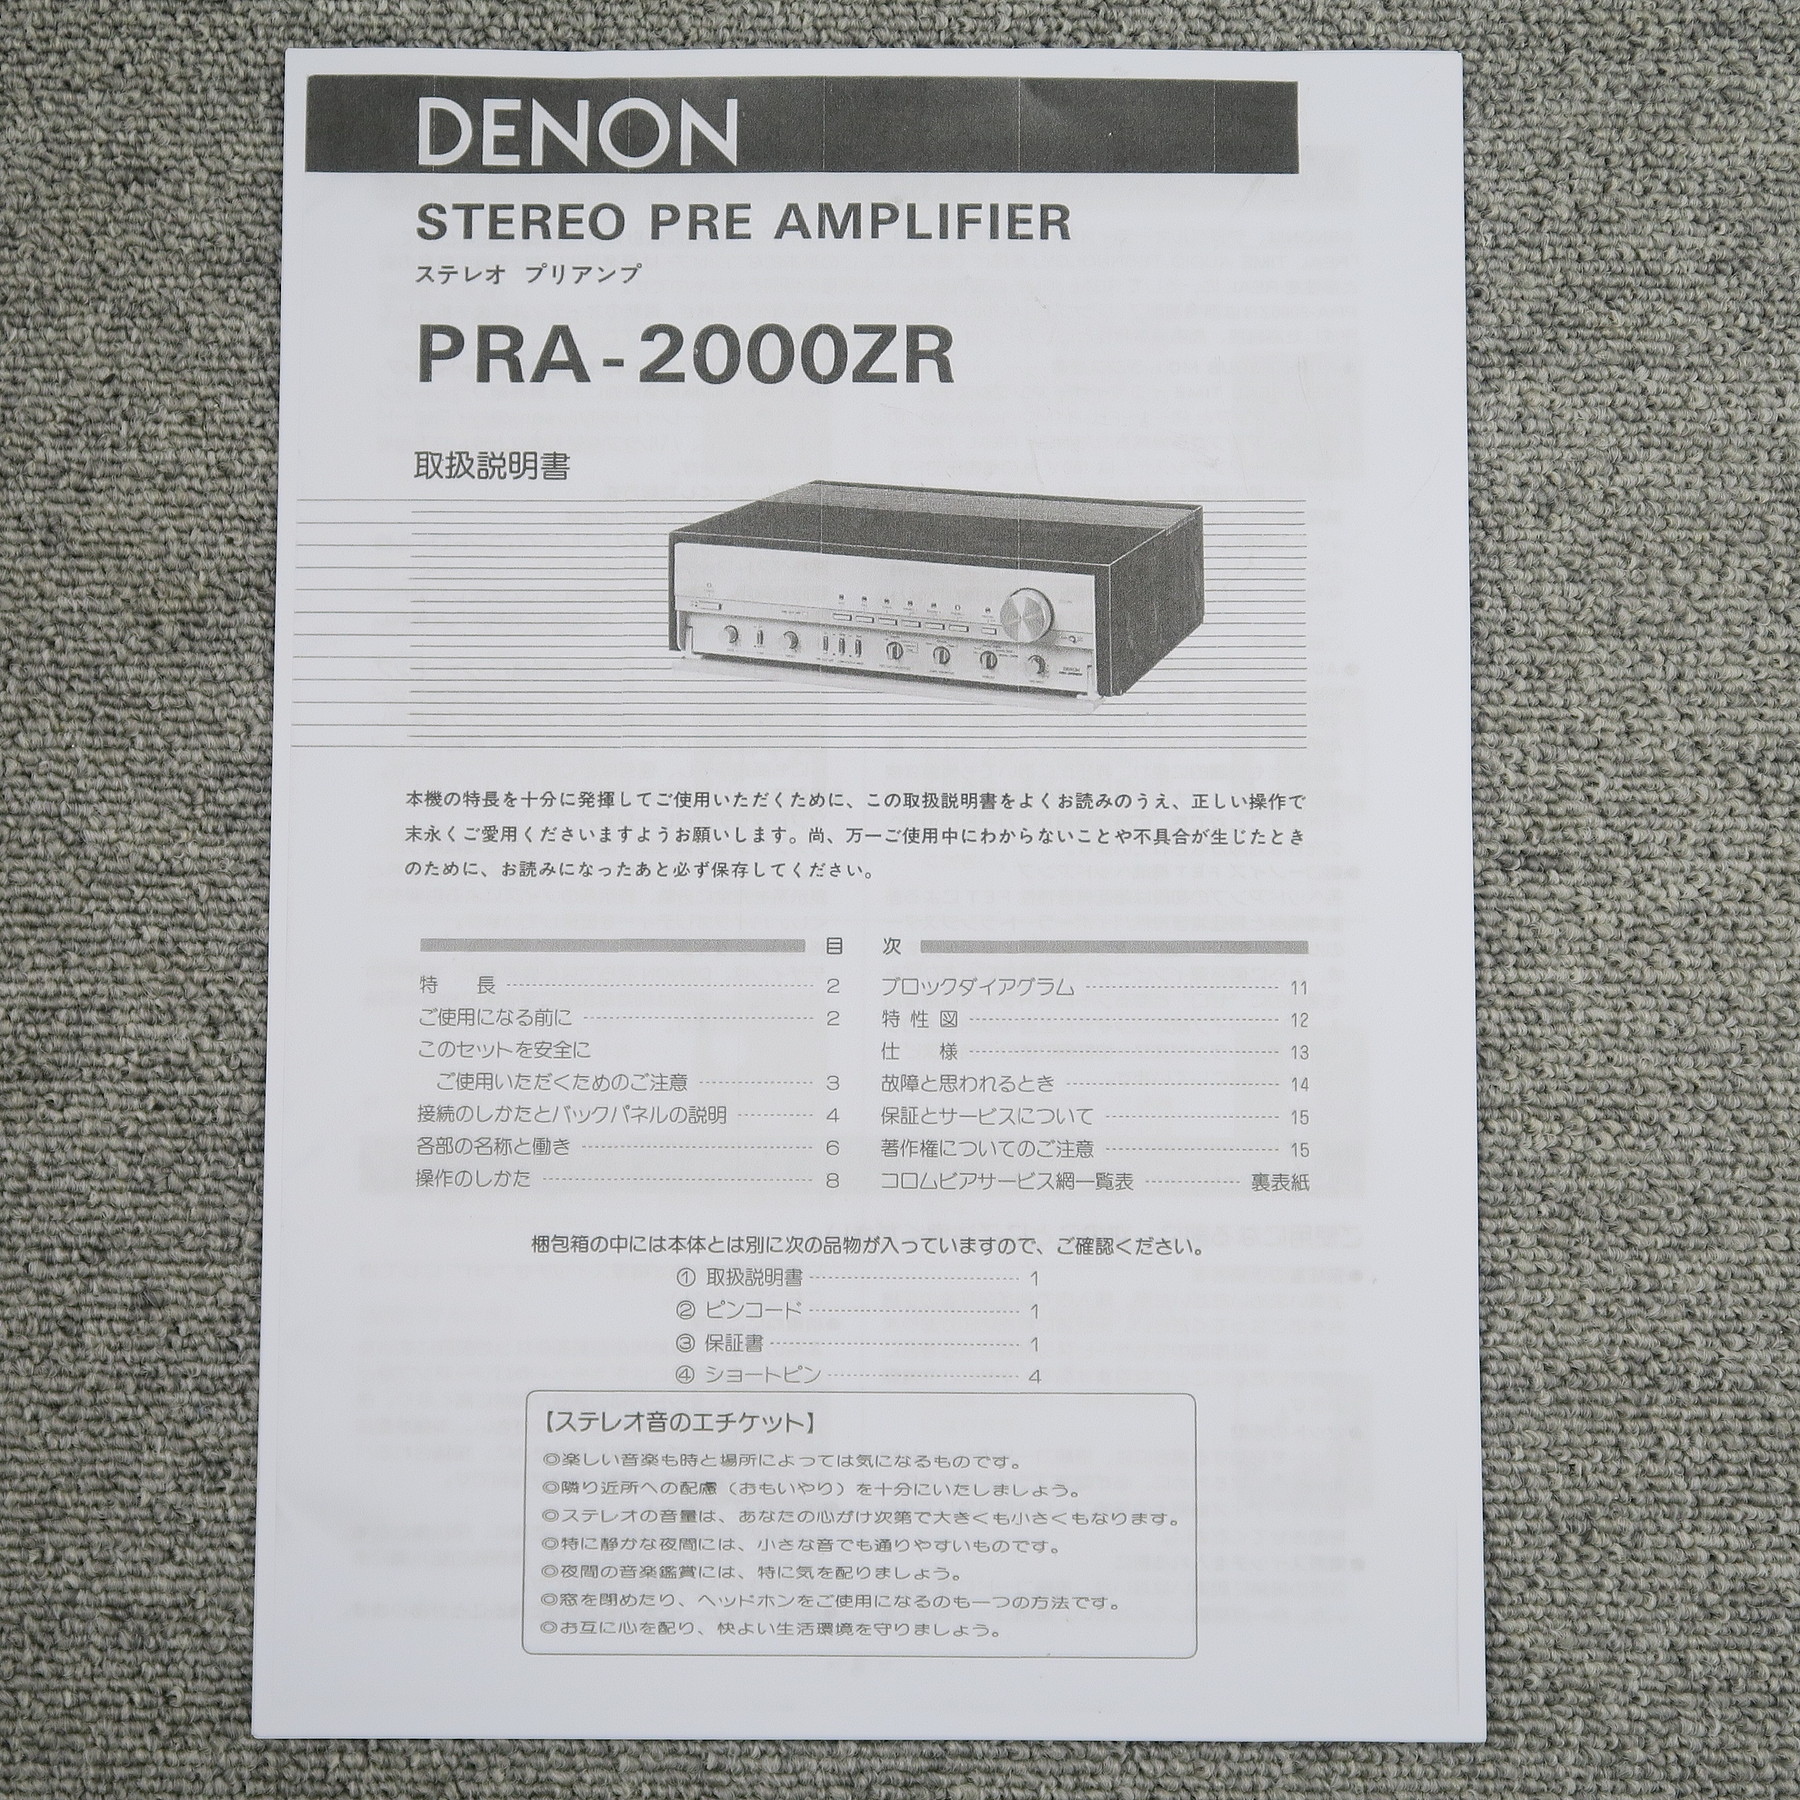 DENON
STEREO PRE AMPLIFIER
ステレオ プリアンプ
PRA-2000ZR
取扱説明書
DENON
本機の特長を十分に発揮してご使用いただくために、この取扱説明書をよくお読みのうえ、正しい操作で
末永くご愛用くださいますようお願いします。尚、万一ご使用中にわからないことや不具合が生じたとき
のために、お読みになったあと必ず保存してください。
目 次
特 長 2
ご使用になる前に 2
このセットを安全に
ご使用いただくためのご注意 3
接続のしかたとバックパネルの説明 4
各部の名称と働き 6
操作のしかた 8
ブロックダイアグラム 11
特性図 12
仕 様 13
故障と思われるとき 14
保証とサービスについて 15
著作権についてのご注意 15
コロムビアサービス網一覧表 裏表紙
梱包箱の中には本体とは別に次の品物が入っていますので、ご確認ください。
① 取扱説明書 1
② ピンコード 1
③ 保証書 1
④ ショートピン 4
【ステレオ音のエチケット】
◎楽しい音楽も時と場所によっては気になるものです。
◎隣り近所への配慮（おもいやり）を十分にいたしましょう。
◎ステレオの音量は、あなたの心がけ次第で大きくも小さくもなります。
◎特に静かな夜間には、小さな音でも通りやすいものです。
◎夜間の音楽鑑賞には、特に気を配りましょう。
◎窓を閉めたり、ヘッドホンをご使用になるのも一つの方法です。
◎お互に心を配り、快よい生活環境を守りましょう。